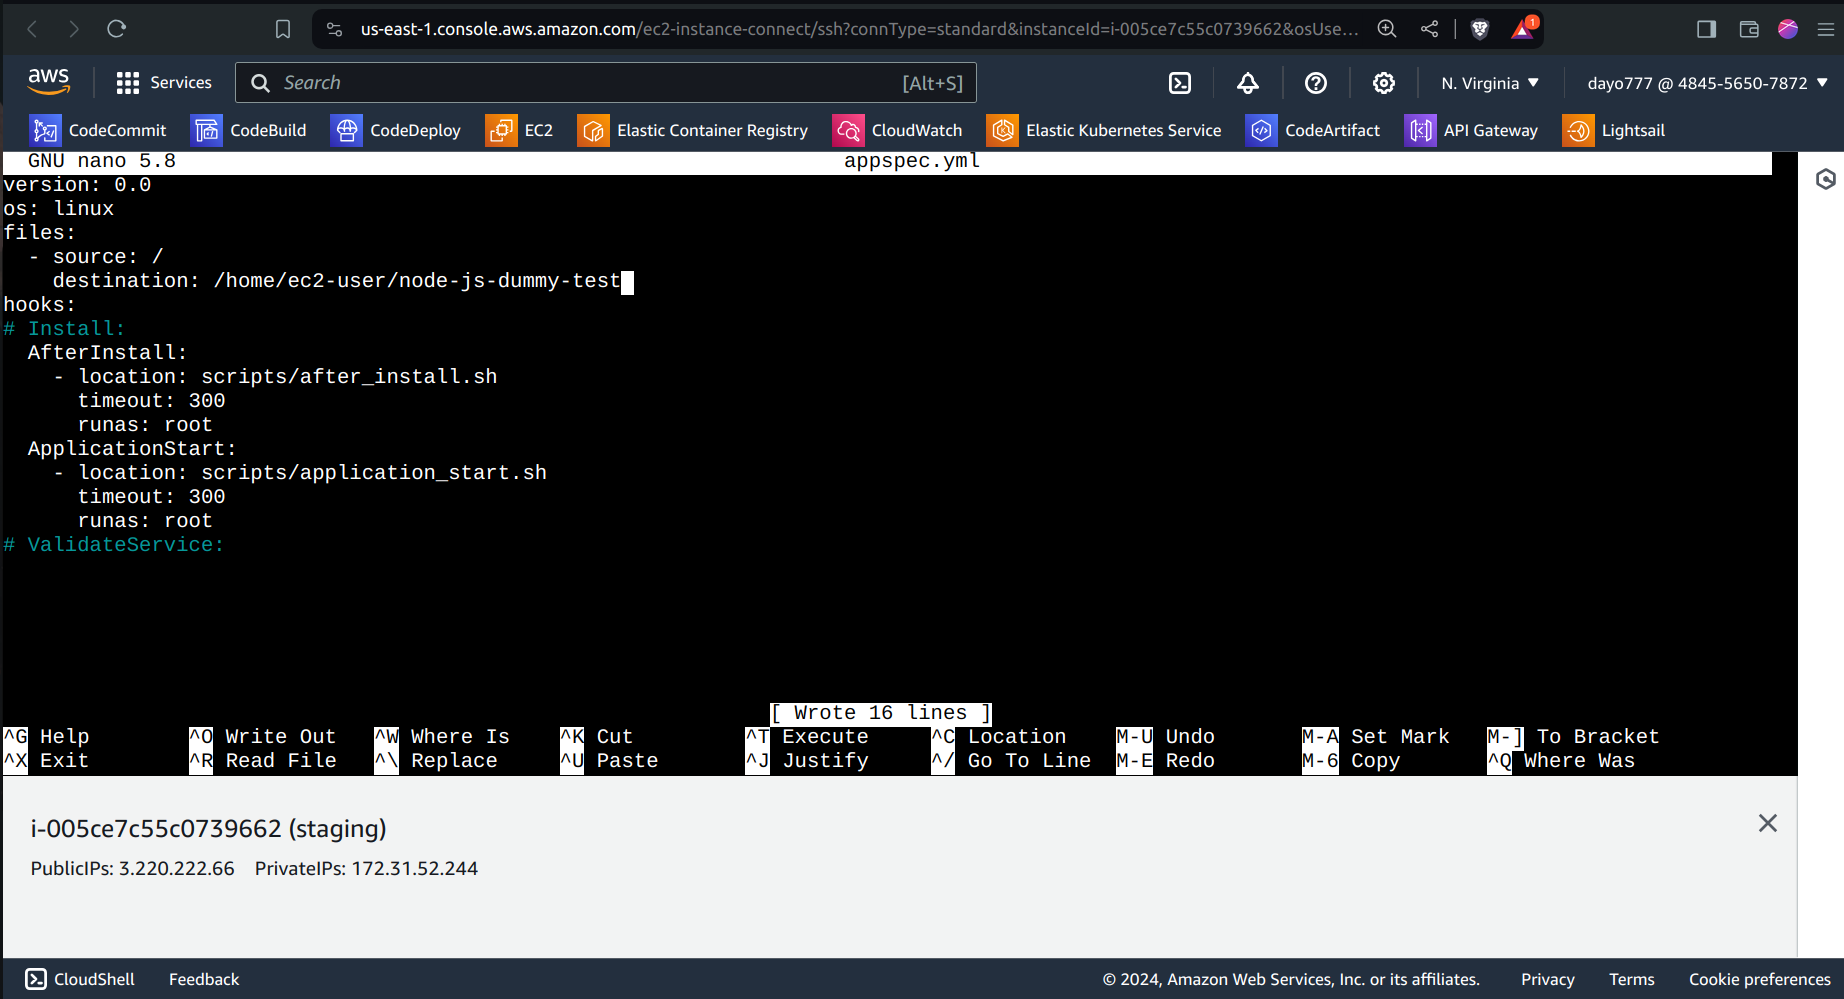 us-east-1.console.aws.amazon.com/ec2-instance-connect/ssh?connType=standard&instanceId=i-005ce7c55c0739662&osUse...
1
aws
Services
Search
[Alt+S]
N. Virginia
dayo777 @ 4845-5650-7872
CodeCommit CodeBuild CodeDeploy EC2 Elastic Container Registry CloudWatch Elastic Kubernetes Service CodeArtifact API Gateway Lightsail
GNU nano 5.8 appspec.yml
version: 0.0
os: linux
files:
  - source: /
    destination: /home/ec2-user/node-js-dummy-test
hooks:
# Install:
  AfterInstall:
    - location: scripts/after_install.sh
      timeout: 300
      runas: root
  ApplicationStart:
    - location: scripts/application_start.sh
      timeout: 300
      runas: root
# ValidateService:
[ Wrote 16 lines ]
^G Help ^O Write Out ^W Where Is ^K Cut ^T Execute ^C Location M-U Undo M-A Set Mark M-] To Bracket
^X Exit ^R Read File ^\ Replace ^U Paste ^J Justify ^/ Go To Line M-E Redo M-6 Copy ^Q Where Was
i-005ce7c55c0739662 (staging)
PublicIPs: 3.220.222.66 PrivateIPs: 172.31.52.244
CloudShell Feedback © 2024, Amazon Web Services, Inc. or its affiliates. Privacy Terms Cookie preferences